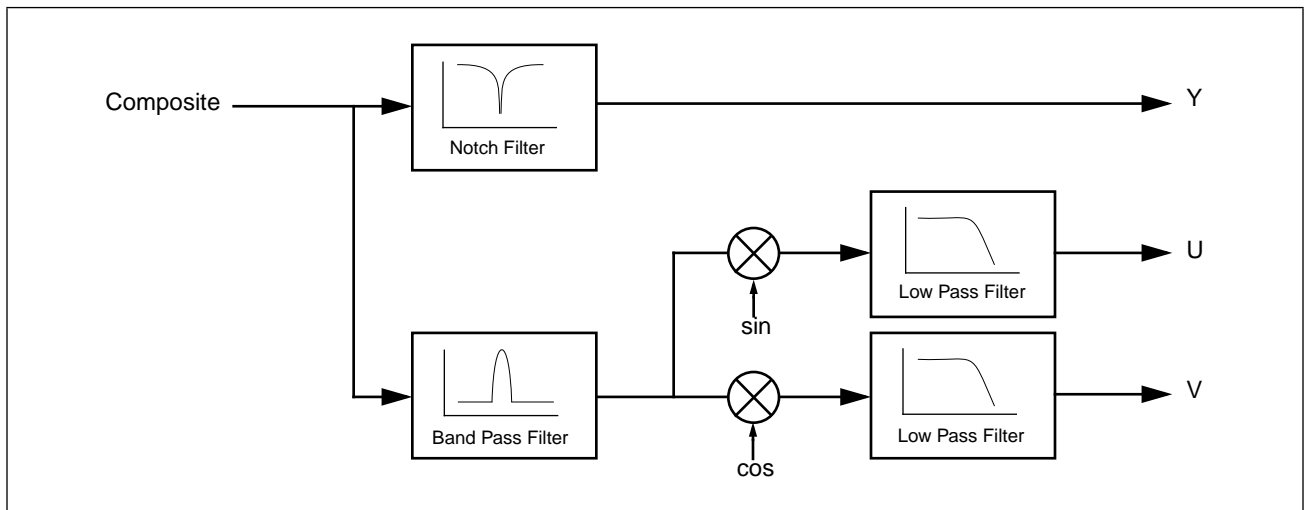 Composite
Notch Filter
Y
sin
Low Pass Filter
U
Band Pass Filter
cos
Low Pass Filter
V